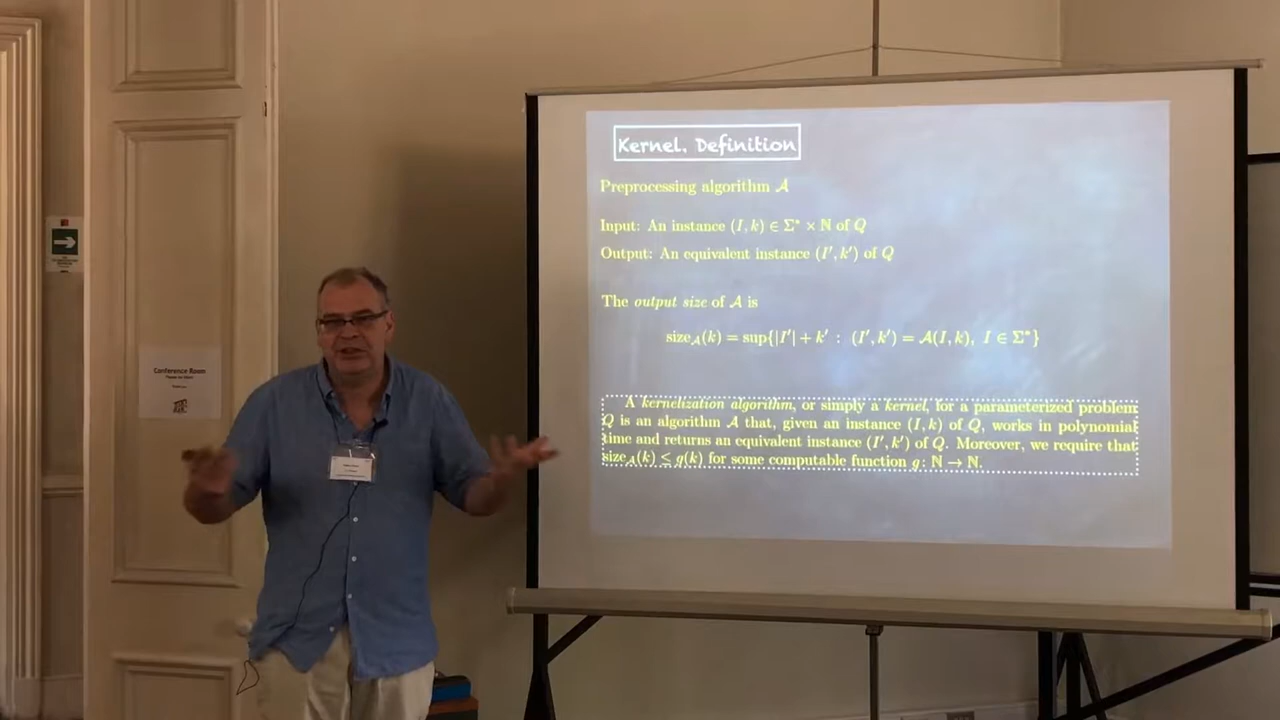 Kernel. Definition
Preprocessing algorithm 𝒜
Input: An instance (I, k) ∈ Σ* × ℕ of Q
Output: An equivalent instance (I′, k′) of Q
The output size of 𝒜 is
size𝒜(k) = sup{|I′| + k′ : (I′, k′) = 𝒜(I, k), I ∈ Σ*}
A kernelization algorithm, or simply a kernel, for a parameterized problem
Q is an algorithm 𝒜 that, given an instance (I, k) of Q, works in polynomial
time and returns an equivalent instance (I′, k′) of Q. Moreover, we require that
size𝒜(k) ≤ g(k) for some computable function g: ℕ → ℕ.
Conference Room